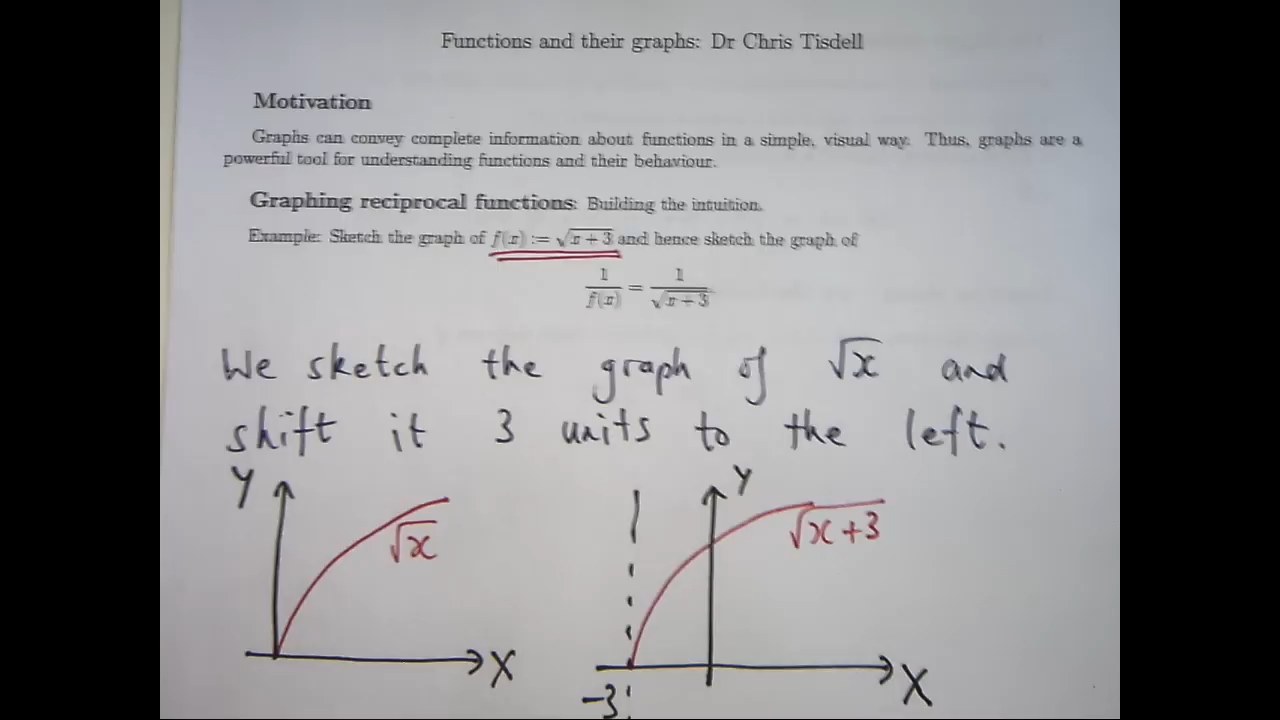 Functions and their graphs: Dr Chris Tisdell
Motivation
Graphs can convey complete information about functions in a simple, visual way. Thus, graphs are a
powerful tool for understanding functions and their behaviour.
Graphing reciprocal functions: Building the intuition.
Example: Sketch the graph of f(x) := √(x+3) and hence sketch the graph of
1/f(x) = 1/√(x+3)
We sketch the graph of √x and
shift it 3 units to the left.
Y
√x
X
Y
√(x+3)
X
-3